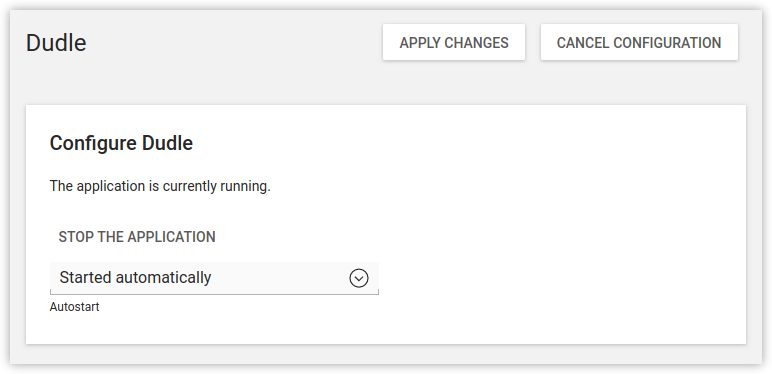 Dudle
APPLY CHANGES
CANCEL CONFIGURATION
Configure Dudle
The application is currently running.
STOP THE APPLICATION
Started automatically
Autostart